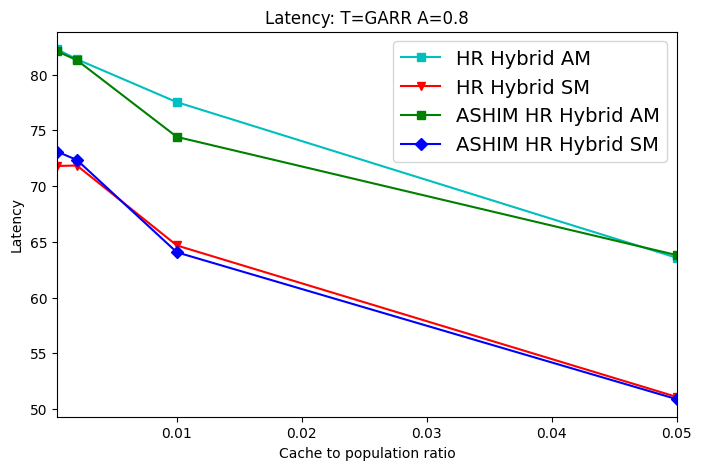 Latency: T=GARR A=0.8
HR Hybrid AM
HR Hybrid SM
ASHIM HR Hybrid AM
ASHIM HR Hybrid SM
Latency
80
75
70
65
60
55
50
0.01 0.02 0.03 0.04 0.05
Cache to population ratio